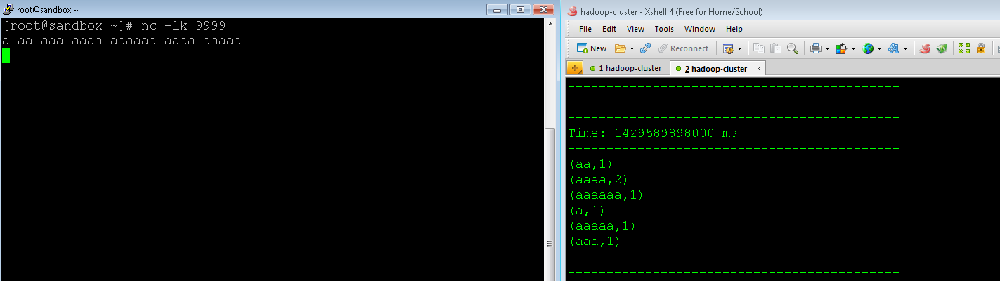 root@sandbox:~
[root@sandbox ~]# nc -lk 9999
a aa aaa aaaa aaaaaa aaaa aaaaa
hadoop-cluster - Xshell 4 (Free for Home/School)
File Edit View Tools Window Help
New Reconnect
1 hadoop-cluster 2 hadoop-cluster ×
-------------------------------------------
-------------------------------------------
Time: 1429589898000 ms
-------------------------------------------
(aa,1)
(aaaa,2)
(aaaaaa,1)
(a,1)
(aaaaa,1)
(aaa,1)
-------------------------------------------